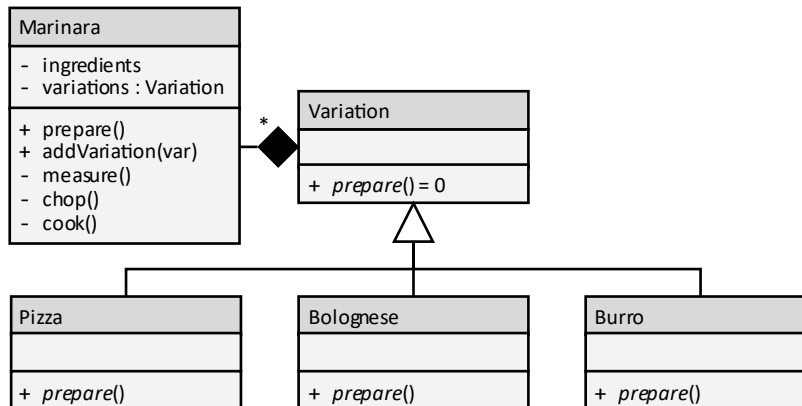 Marinara
- ingredients
- variations : Variation
+ prepare()
+ addVariation(var)
- measure()
- chop()
- cook()
*
Variation
+ prepare() = 0
Pizza
+ prepare()
Bolognese
+ prepare()
Burro
+ prepare()